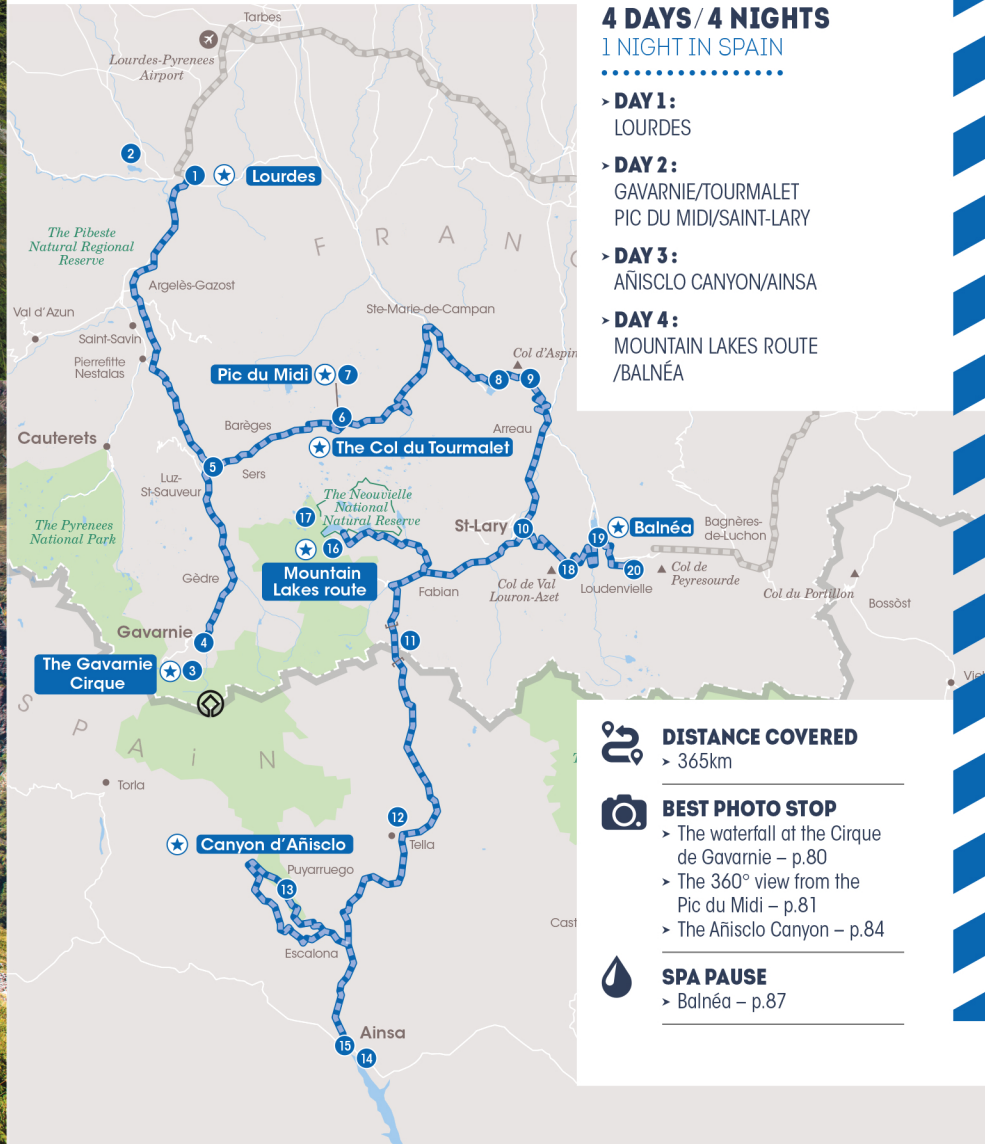 4 DAYS/4 NIGHTS
1 NIGHT IN SPAIN
DAY 1:
LOURDES
DAY 2:
GAVARNIE/TOURMALET
PIC DU MIDI/SAINT-LARY
DAY 3:
AÑISCLO CANYON/AINSA
DAY 4:
MOUNTAIN LAKES ROUTE
/BALNÉA
Tarbes
Lourdes-Pyrenees
Airport
2
1
Lourdes
The Pibeste
Natural Regional
Reserve
F R A N
Argelès-Gazost
Val d'Azun
Saint-Savin
Pierrefitte
Nestalas
Ste-Marie-de-Campan
Col d'Aspin
Pic du Midi
7
8
9
6
Barèges
Arreau
Cauterets
The Col du Tourmalet
5
Sers
Luz-
St-Sauveur
The Neouvielle
National
Natural Reserve
17
The Pyrenees
National Park
St-Lary
10
19
Balnéa
Bagnères-
de-Luchon
16
Mountain
Lakes route
18
20
Col de
Peyresourde
Gèdre
Fabian
Col de Val
Louron-Azet
Loudenvielle
Col du Portillon
Bossòst
Gavarnie
4
11
The Gavarnie
Cirque
3
S P A i N
Torla
12
Tella
Canyon d'Añisclo
Puyarruego
13
Escalona
Ainsa
15
14
DISTANCE COVERED
365km
BEST PHOTO STOP
The waterfall at the Cirque
de Gavarnie – p.80
The 360° view from the
Pic du Midi – p.81
The Añisclo Canyon – p.84
SPA PAUSE
Balnéa – p.87